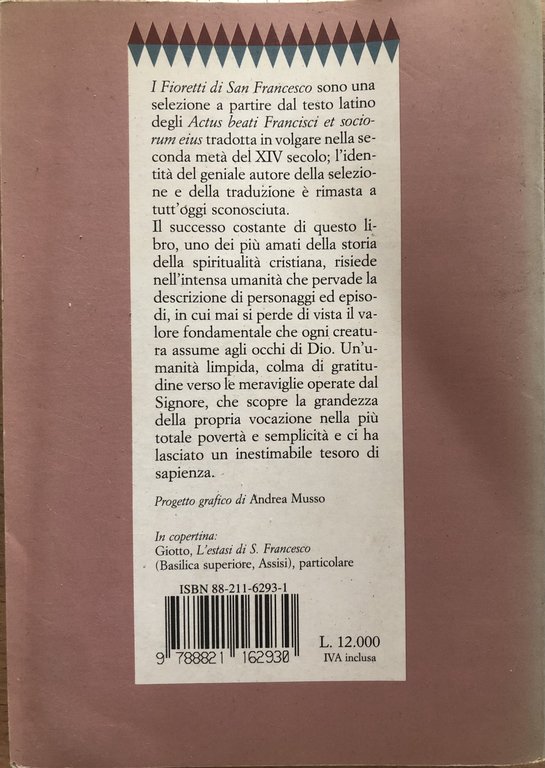 I Fioretti di San Francesco sono una
selezione a partire dal testo latino
degli Actus beati Francisci et socio-
rum eius tradotta in volgare nella se-
conda metà del XIV secolo; l'iden-
tità del geniale autore della selezio-
ne e della traduzione è rimasta a
tutt'oggi sconosciuta.
Il successo costante di questo li-
bro, uno dei più amati della storia
della spiritualità cristiana, risiede
nell'intensa umanità che pervade la
descrizione di personaggi ed episo-
di, in cui mai si perde di vista il va-
lore fondamentale che ogni creatu-
ra assume agli occhi di Dio. Un'u-
manità limpida, colma di gratitu-
dine verso le meraviglie operate dal
Signore, che scopre la grandezza
della propria vocazione nella più
totale povertà e semplicità e ci ha
lasciato un inestimabile tesoro di
sapienza.
Progetto grafico di Andrea Musso
In copertina:
Giotto, L'estasi di S. Francesco
(Basilica superiore, Assisi), particolare
ISBN 88-211-6293-1
9 788821 162930
L. 12.000
IVA inclusa